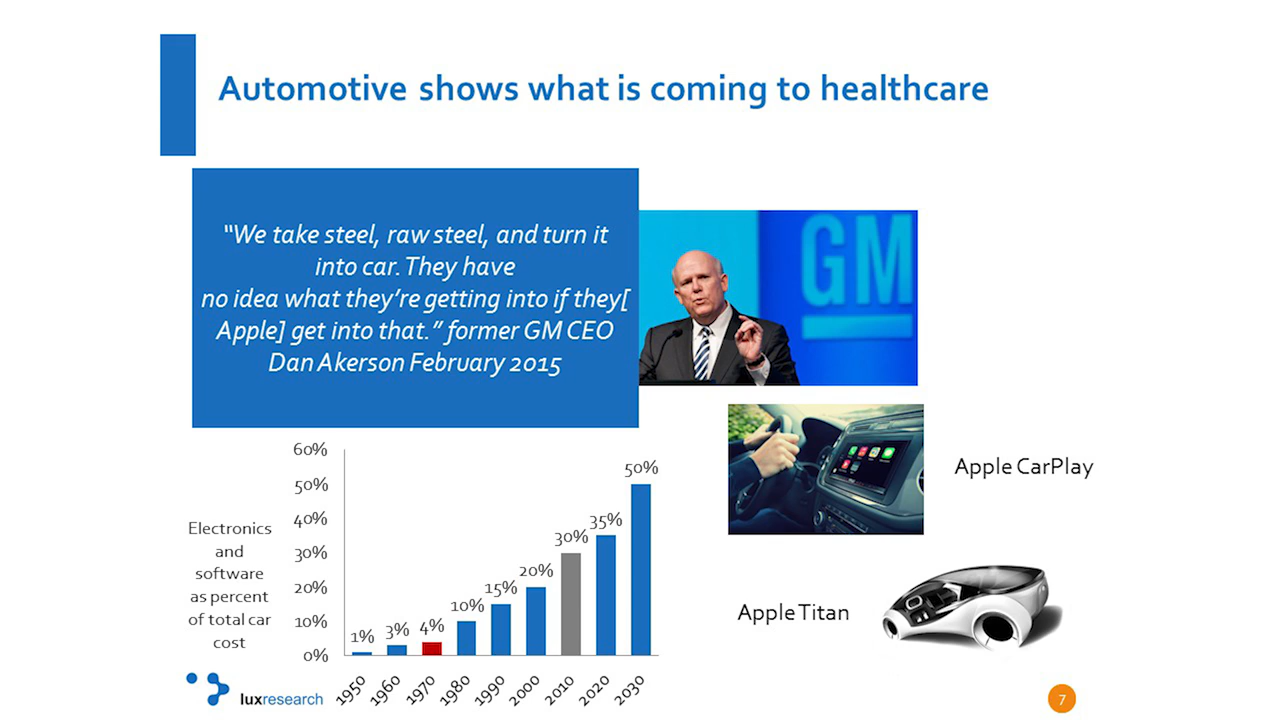 Automotive shows what is coming to healthcare
“We take steel, raw steel, and turn it
into car. They have
no idea what they’re getting into if they[
Apple] get into that.” former GM CEO
Dan Akerson February 2015
GM
Apple CarPlay
Apple Titan
Electronics
and
software
as percent
of total car
cost
60%
50%
40%
30%
20%
10%
0%
1%
3%
4%
10%
15%
20%
30%
35%
50%
1950
1960
1970
1980
1990
2000
2010
2020
2030
luxresearch
7